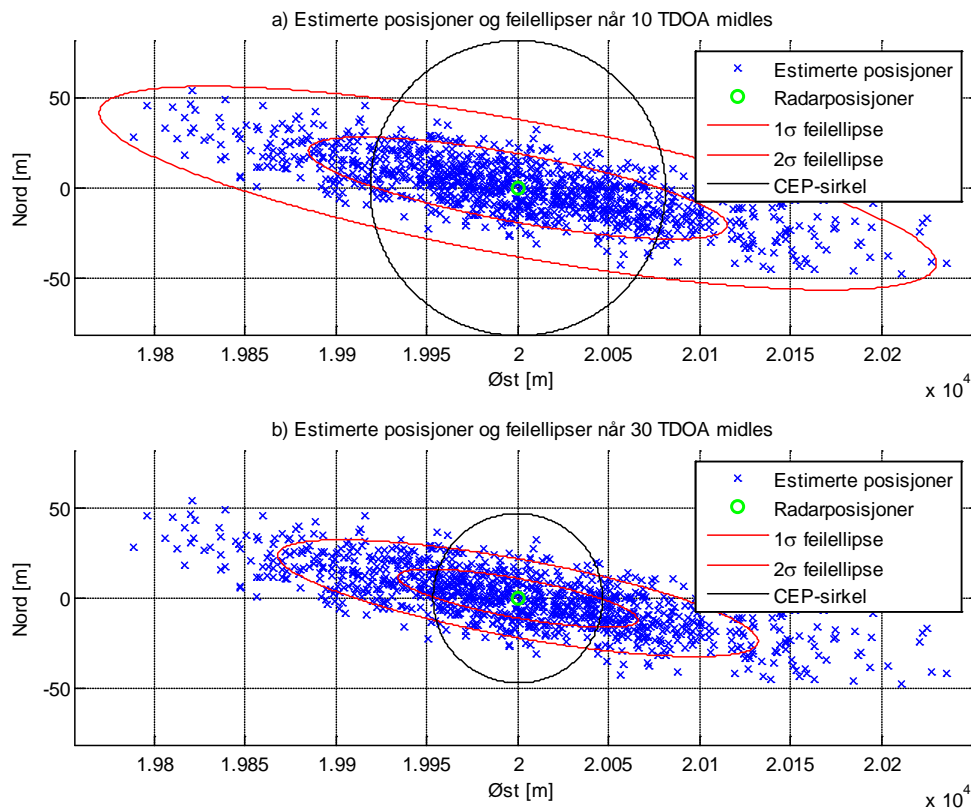 a) Estimerte posisjoner og feilellipser når 10 TDOA midles
Estimerte posisjoner
Radarposisjoner
1σ feilellipse
2σ feilellipse
CEP-sirkel
Nord [m]
50
0
-50
1.98
1.985
1.99
1.995
2
2.005
2.01
2.015
2.02
Øst [m]
x 10⁴
b) Estimerte posisjoner og feilellipser når 30 TDOA midles
Estimerte posisjoner
Radarposisjoner
1σ feilellipse
2σ feilellipse
CEP-sirkel
Nord [m]
50
0
-50
1.98
1.985
1.99
1.995
2
2.005
2.01
2.015
2.02
Øst [m]
x 10⁴